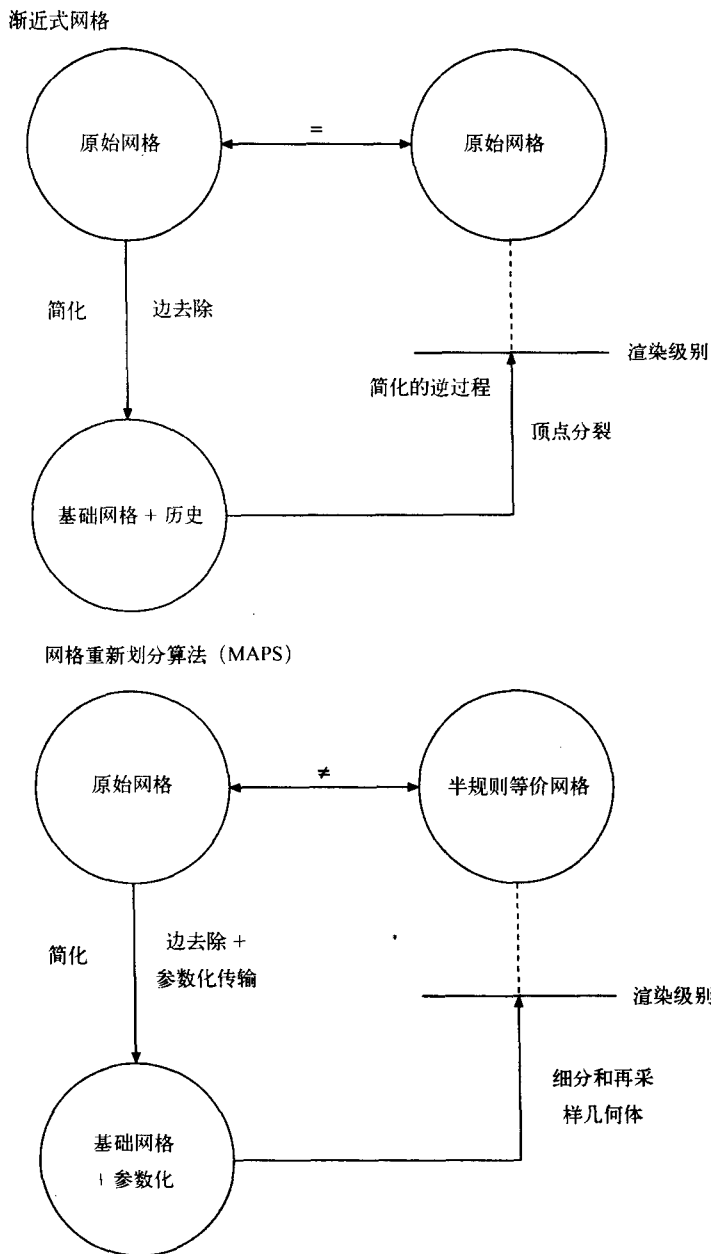 渐近式网格
原始网格
=
原始网格
简化
边去除
渲染级别
简化的逆过程
顶点分裂
基础网格 + 历史
网格重新划分算法（MAPS）
原始网格
≠
半规则等价网格
简化
边去除 +
参数化传输
渲染级别
细分和再采
样几何体
基础网格
+ 参数化